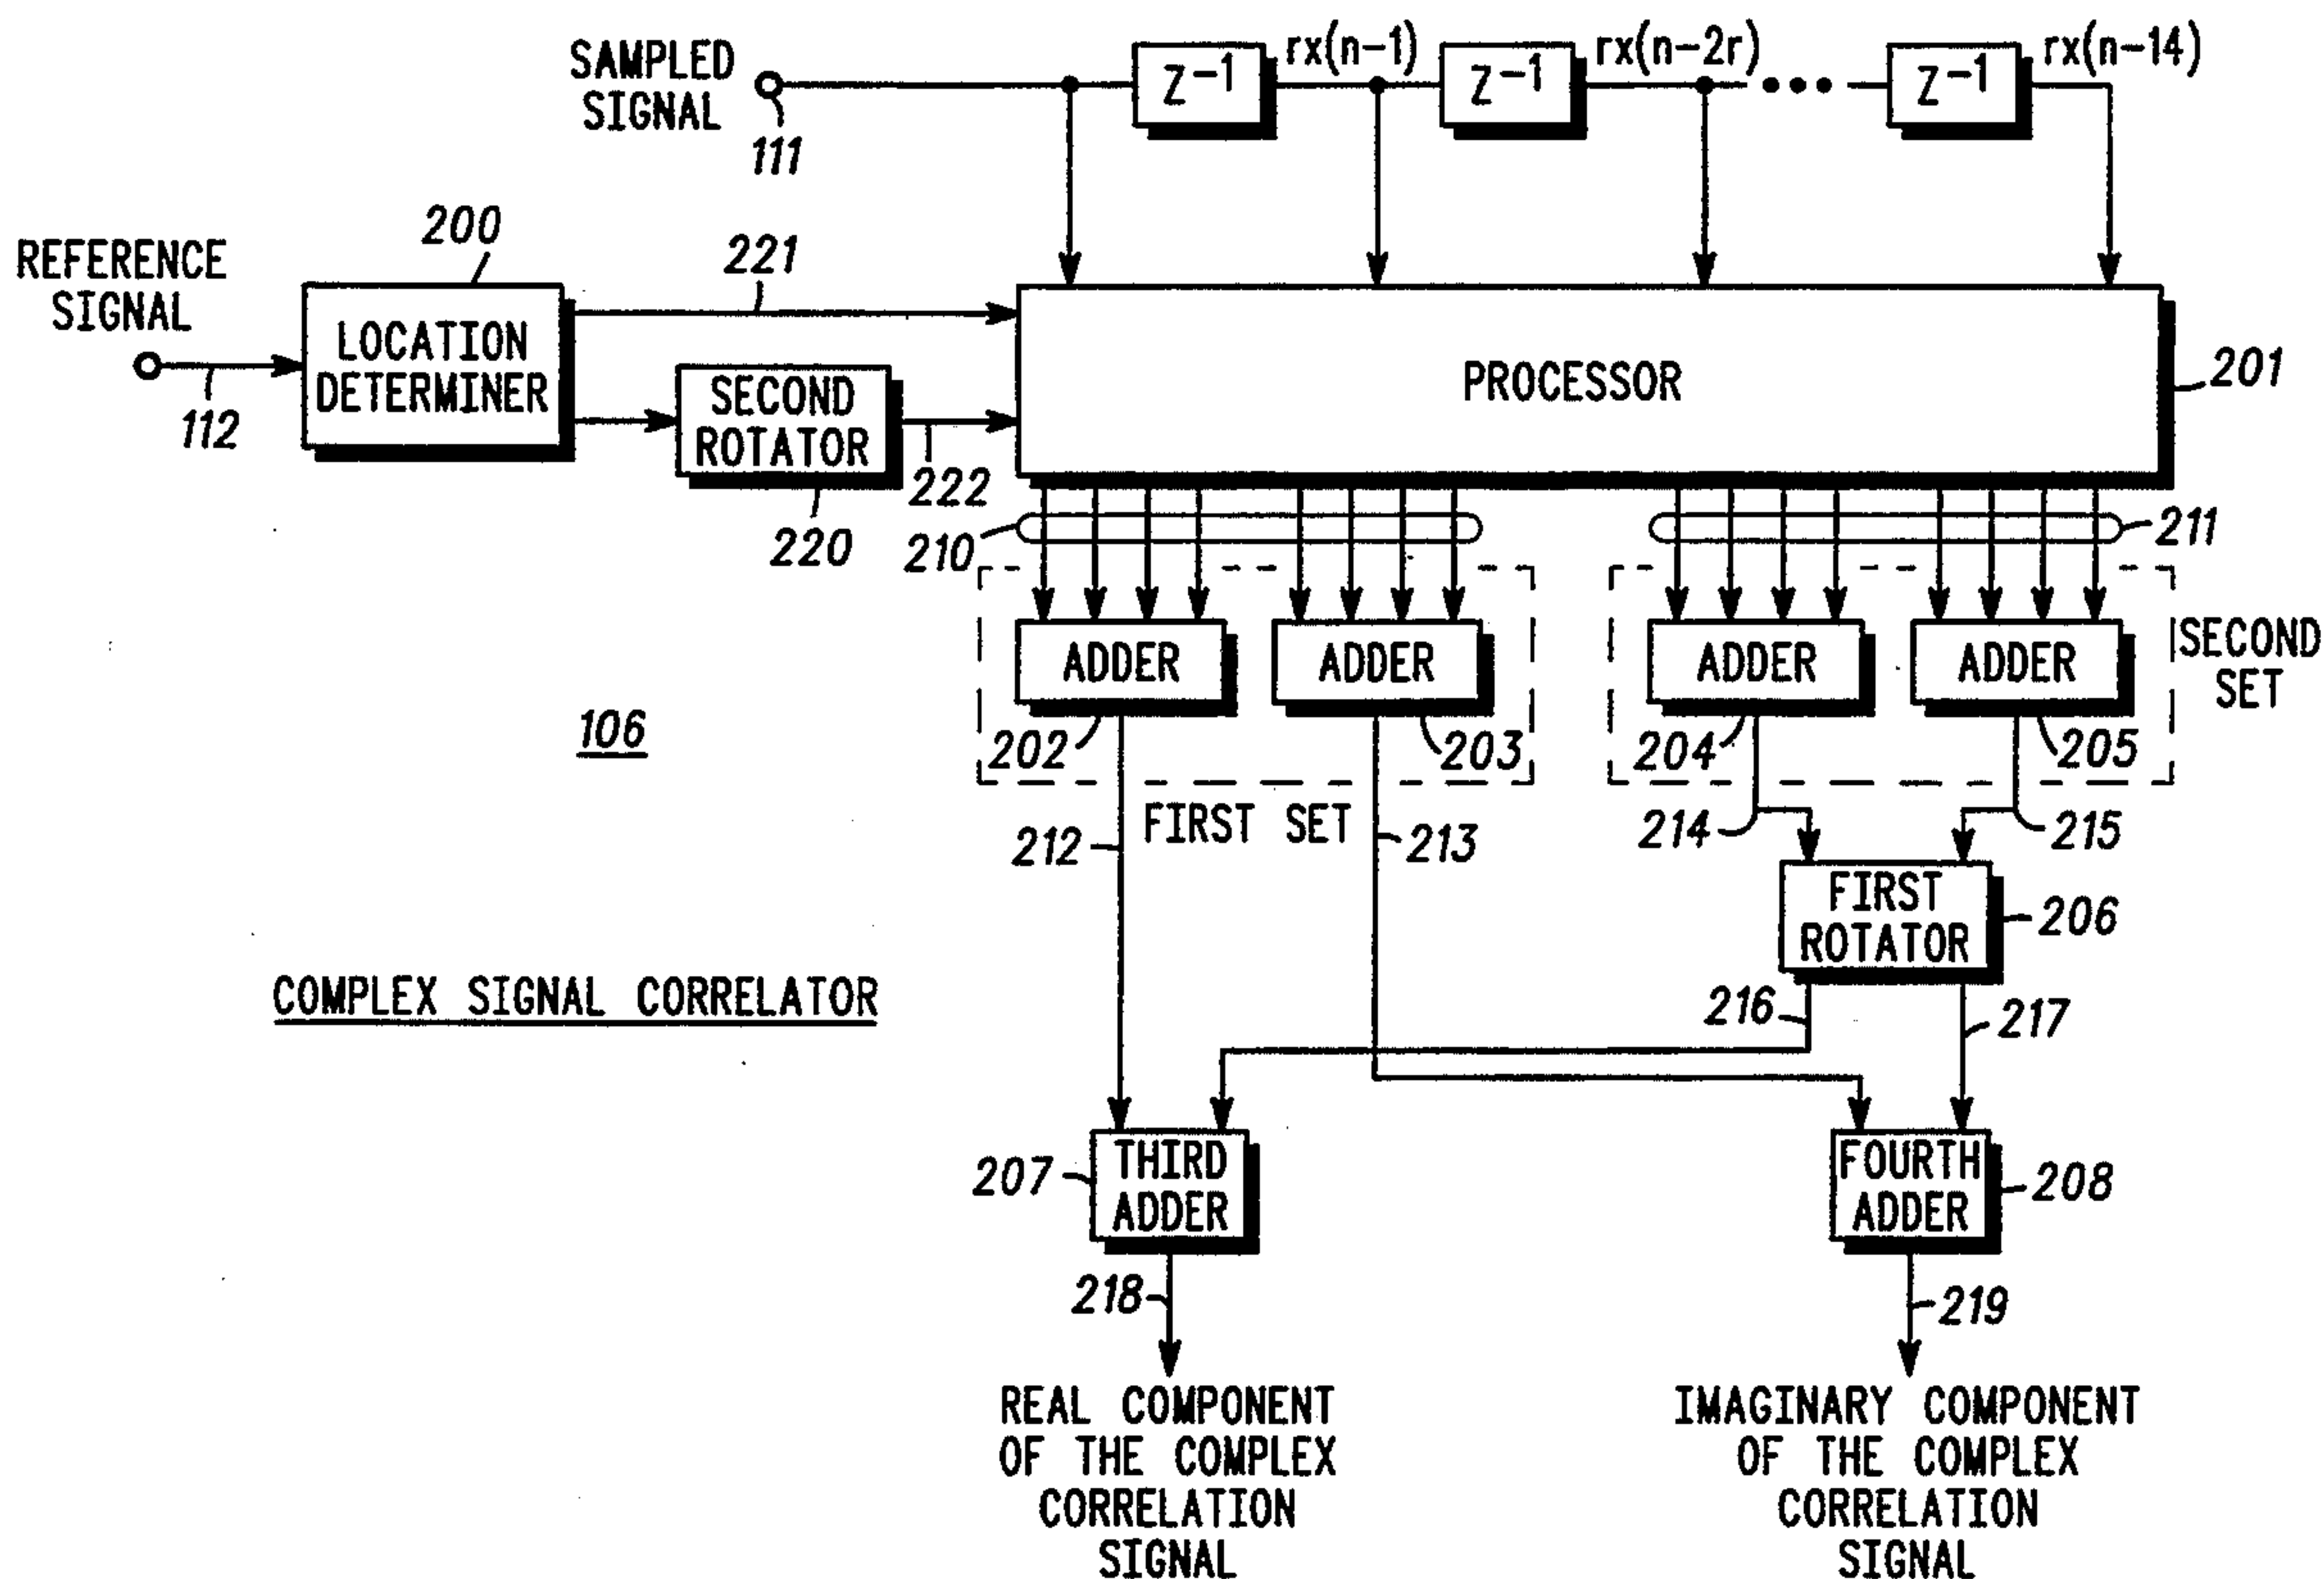 SAMPLED
SIGNAL
111
Z⁻¹
rx(n-1)
Z⁻¹
rx(n-2r)
Z⁻¹
rx(n-14)
REFERENCE
SIGNAL
112
200
LOCATION
DETERMINER
221
SECOND
ROTATOR
220
222
PROCESSOR
201
210
211
ADDER
202
ADDER
203
FIRST SET
ADDER
204
ADDER
205
SECOND
SET
106
212
213
214
215
FIRST
ROTATOR
206
COMPLEX SIGNAL CORRELATOR
216
217
207
THIRD
ADDER
FOURTH
ADDER
208
218
219
REAL COMPONENT
OF THE COMPLEX
CORRELATION
SIGNAL
IMAGINARY COMPONENT
OF THE COMPLEX
CORRELATION
SIGNAL